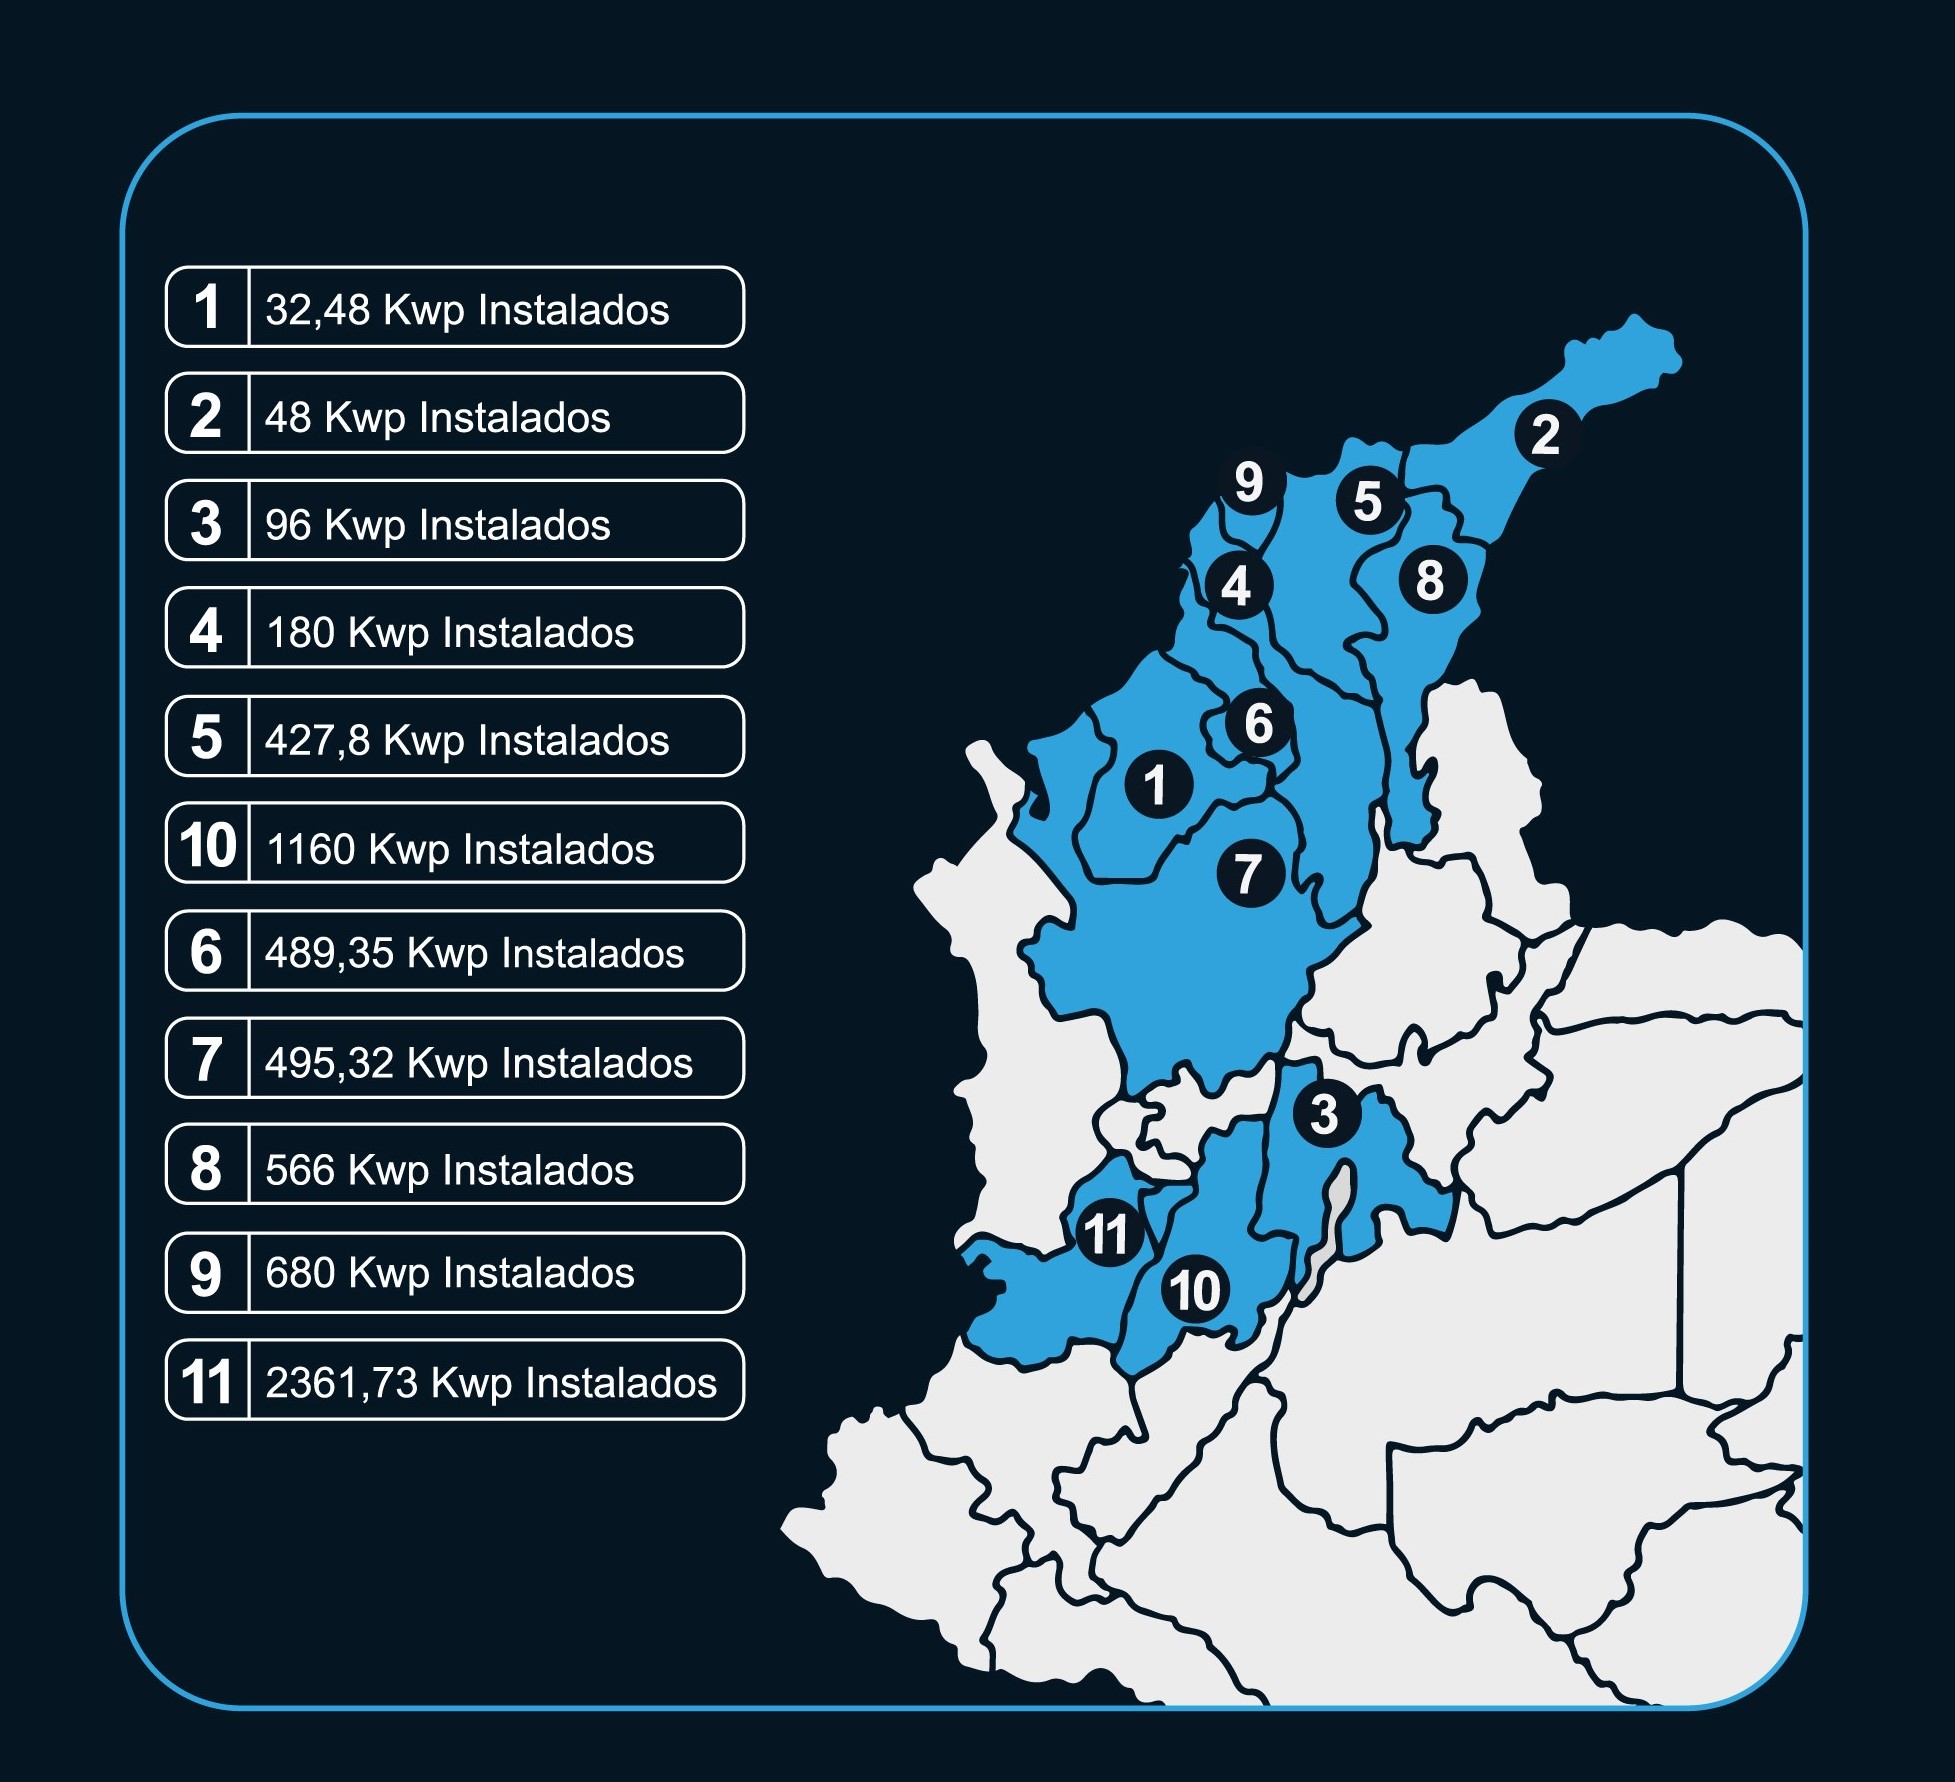 1 32,48 Kwp Instalados
2 48 Kwp Instalados
3 96 Kwp Instalados
4 180 Kwp Instalados
5 427,8 Kwp Instalados
10 1160 Kwp Instalados
6 489,35 Kwp Instalados
7 495,32 Kwp Instalados
8 566 Kwp Instalados
9 680 Kwp Instalados
11 2361,73 Kwp Instalados
2
9
5
4
8
6
1
7
3
11
10